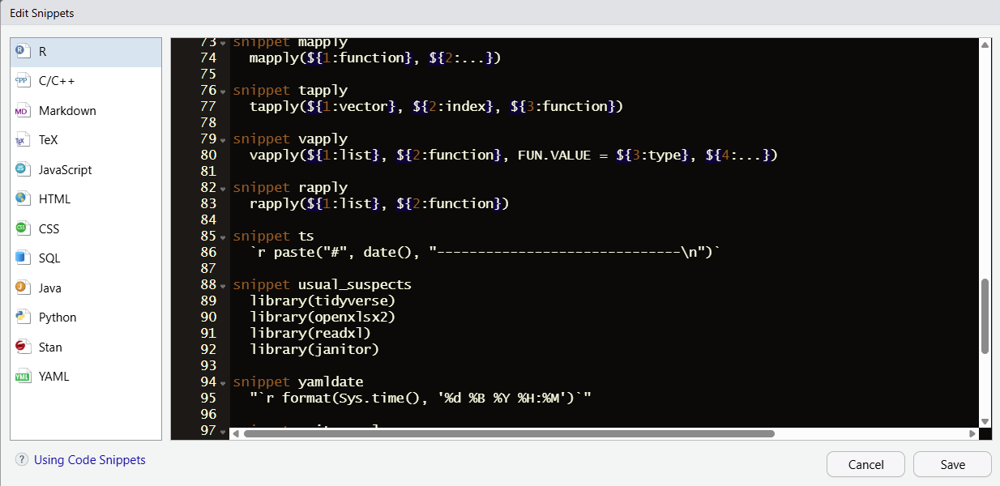 Edit Snippets
R
C/C++
Markdown
TeX
JavaScript
HTML
CSS
SQL
Java
Python
Stan
YAML
73 snippet mapply
74 mapply(${1:function}, ${2:...})
75
76 snippet tapply
77 tapply(${1:vector}, ${2:index}, ${3:function})
78
79 snippet vapply
80 vapply(${1:list}, ${2:function}, FUN.VALUE = ${3:type}, ${4:...})
81
82 snippet rapply
83 rapply(${1:list}, ${2:function})
84
85 snippet ts
86 `r paste("#", date(), "------------------------------\n")`
87
88 snippet usual_suspects
89 library(tidyverse)
90 library(openxlsx2)
91 library(readxl)
92 library(janitor)
93
94 snippet yamldate
95 "`r format(Sys.time(), '%d %B %Y %H:%M')`"
96
97
? Using Code Snippets
Cancel
Save